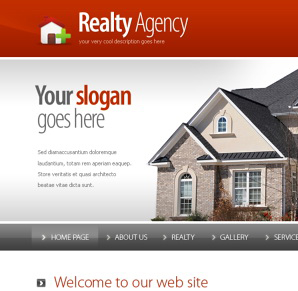 Realty Agency
your very cool description goes here
Your slogan
goes here
Sed diamacusantium doloremque
laudantium, totam rem aperiam eaquep.
Store veritatis et quasi architecto
beatae vitae dicta sunt.
HOME PAGE ABOUT US REALTY GALLERY SERVICE
Welcome to our web site